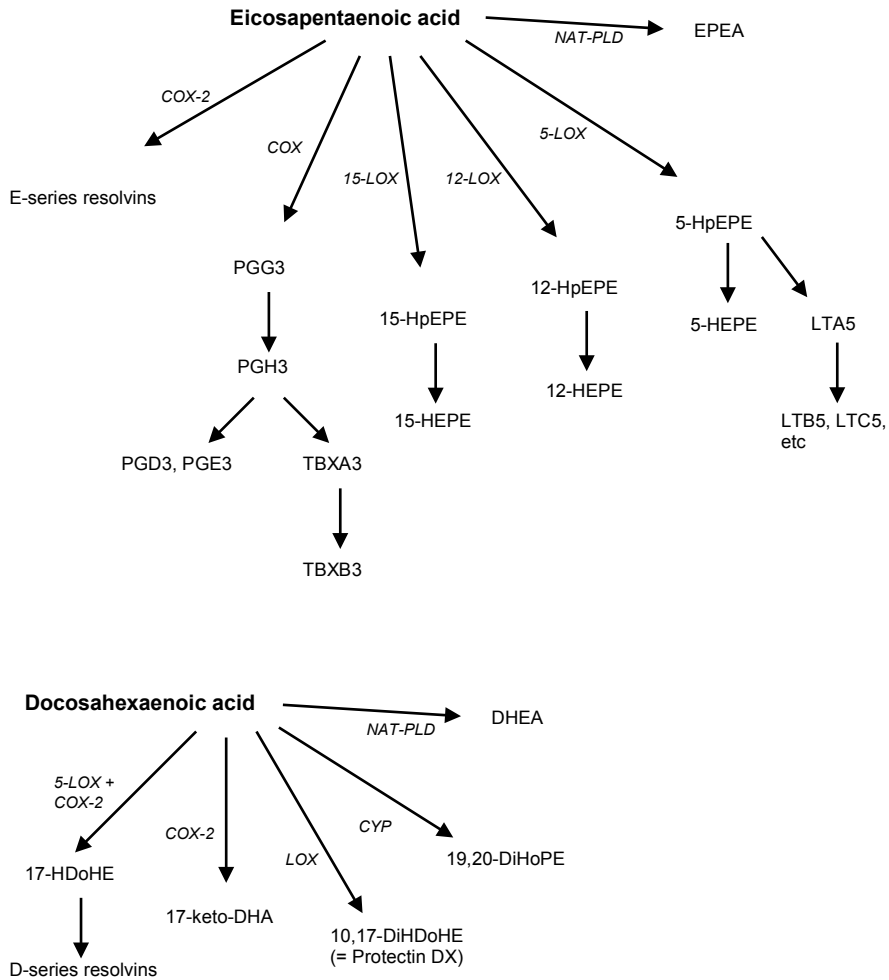 Eicosapentaenoic acid
NAT-PLD
EPEA
COX-2
COX
15-LOX
12-LOX
5-LOX
E-series resolvins
5-HpEPE
PGG3
15-HpEPE
12-HpEPE
5-HEPE
LTA5
PGH3
15-HEPE
12-HEPE
LTB5, LTC5,
etc
PGD3, PGE3
TBXA3
TBXB3
Docosahexaenoic acid
NAT-PLD
DHEA
5-LOX +
COX-2
COX-2
LOX
CYP
17-HDoHE
17-keto-DHA
10,17-DiHDoHE
(= Protectin DX)
19,20-DiHoPE
D-series resolvins